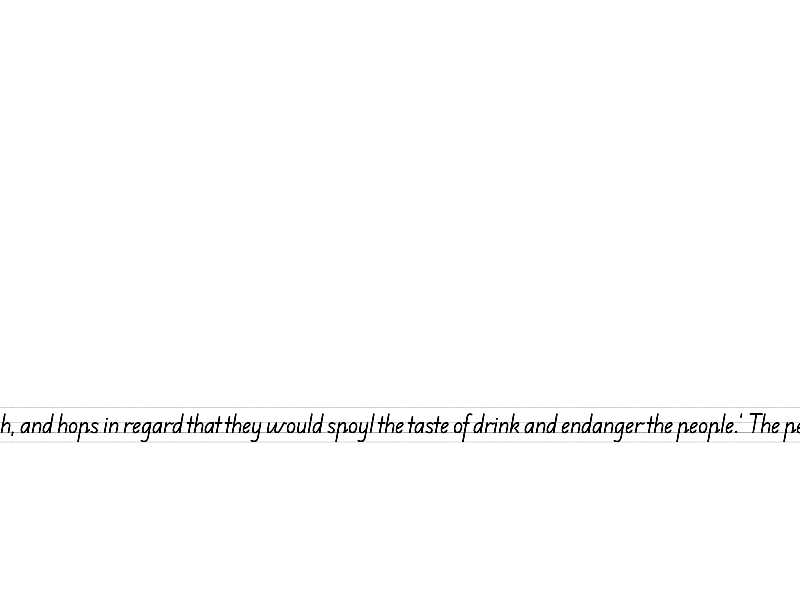 h, and hops in regard that they would spoyl the taste of drink and endanger the people.' The pe